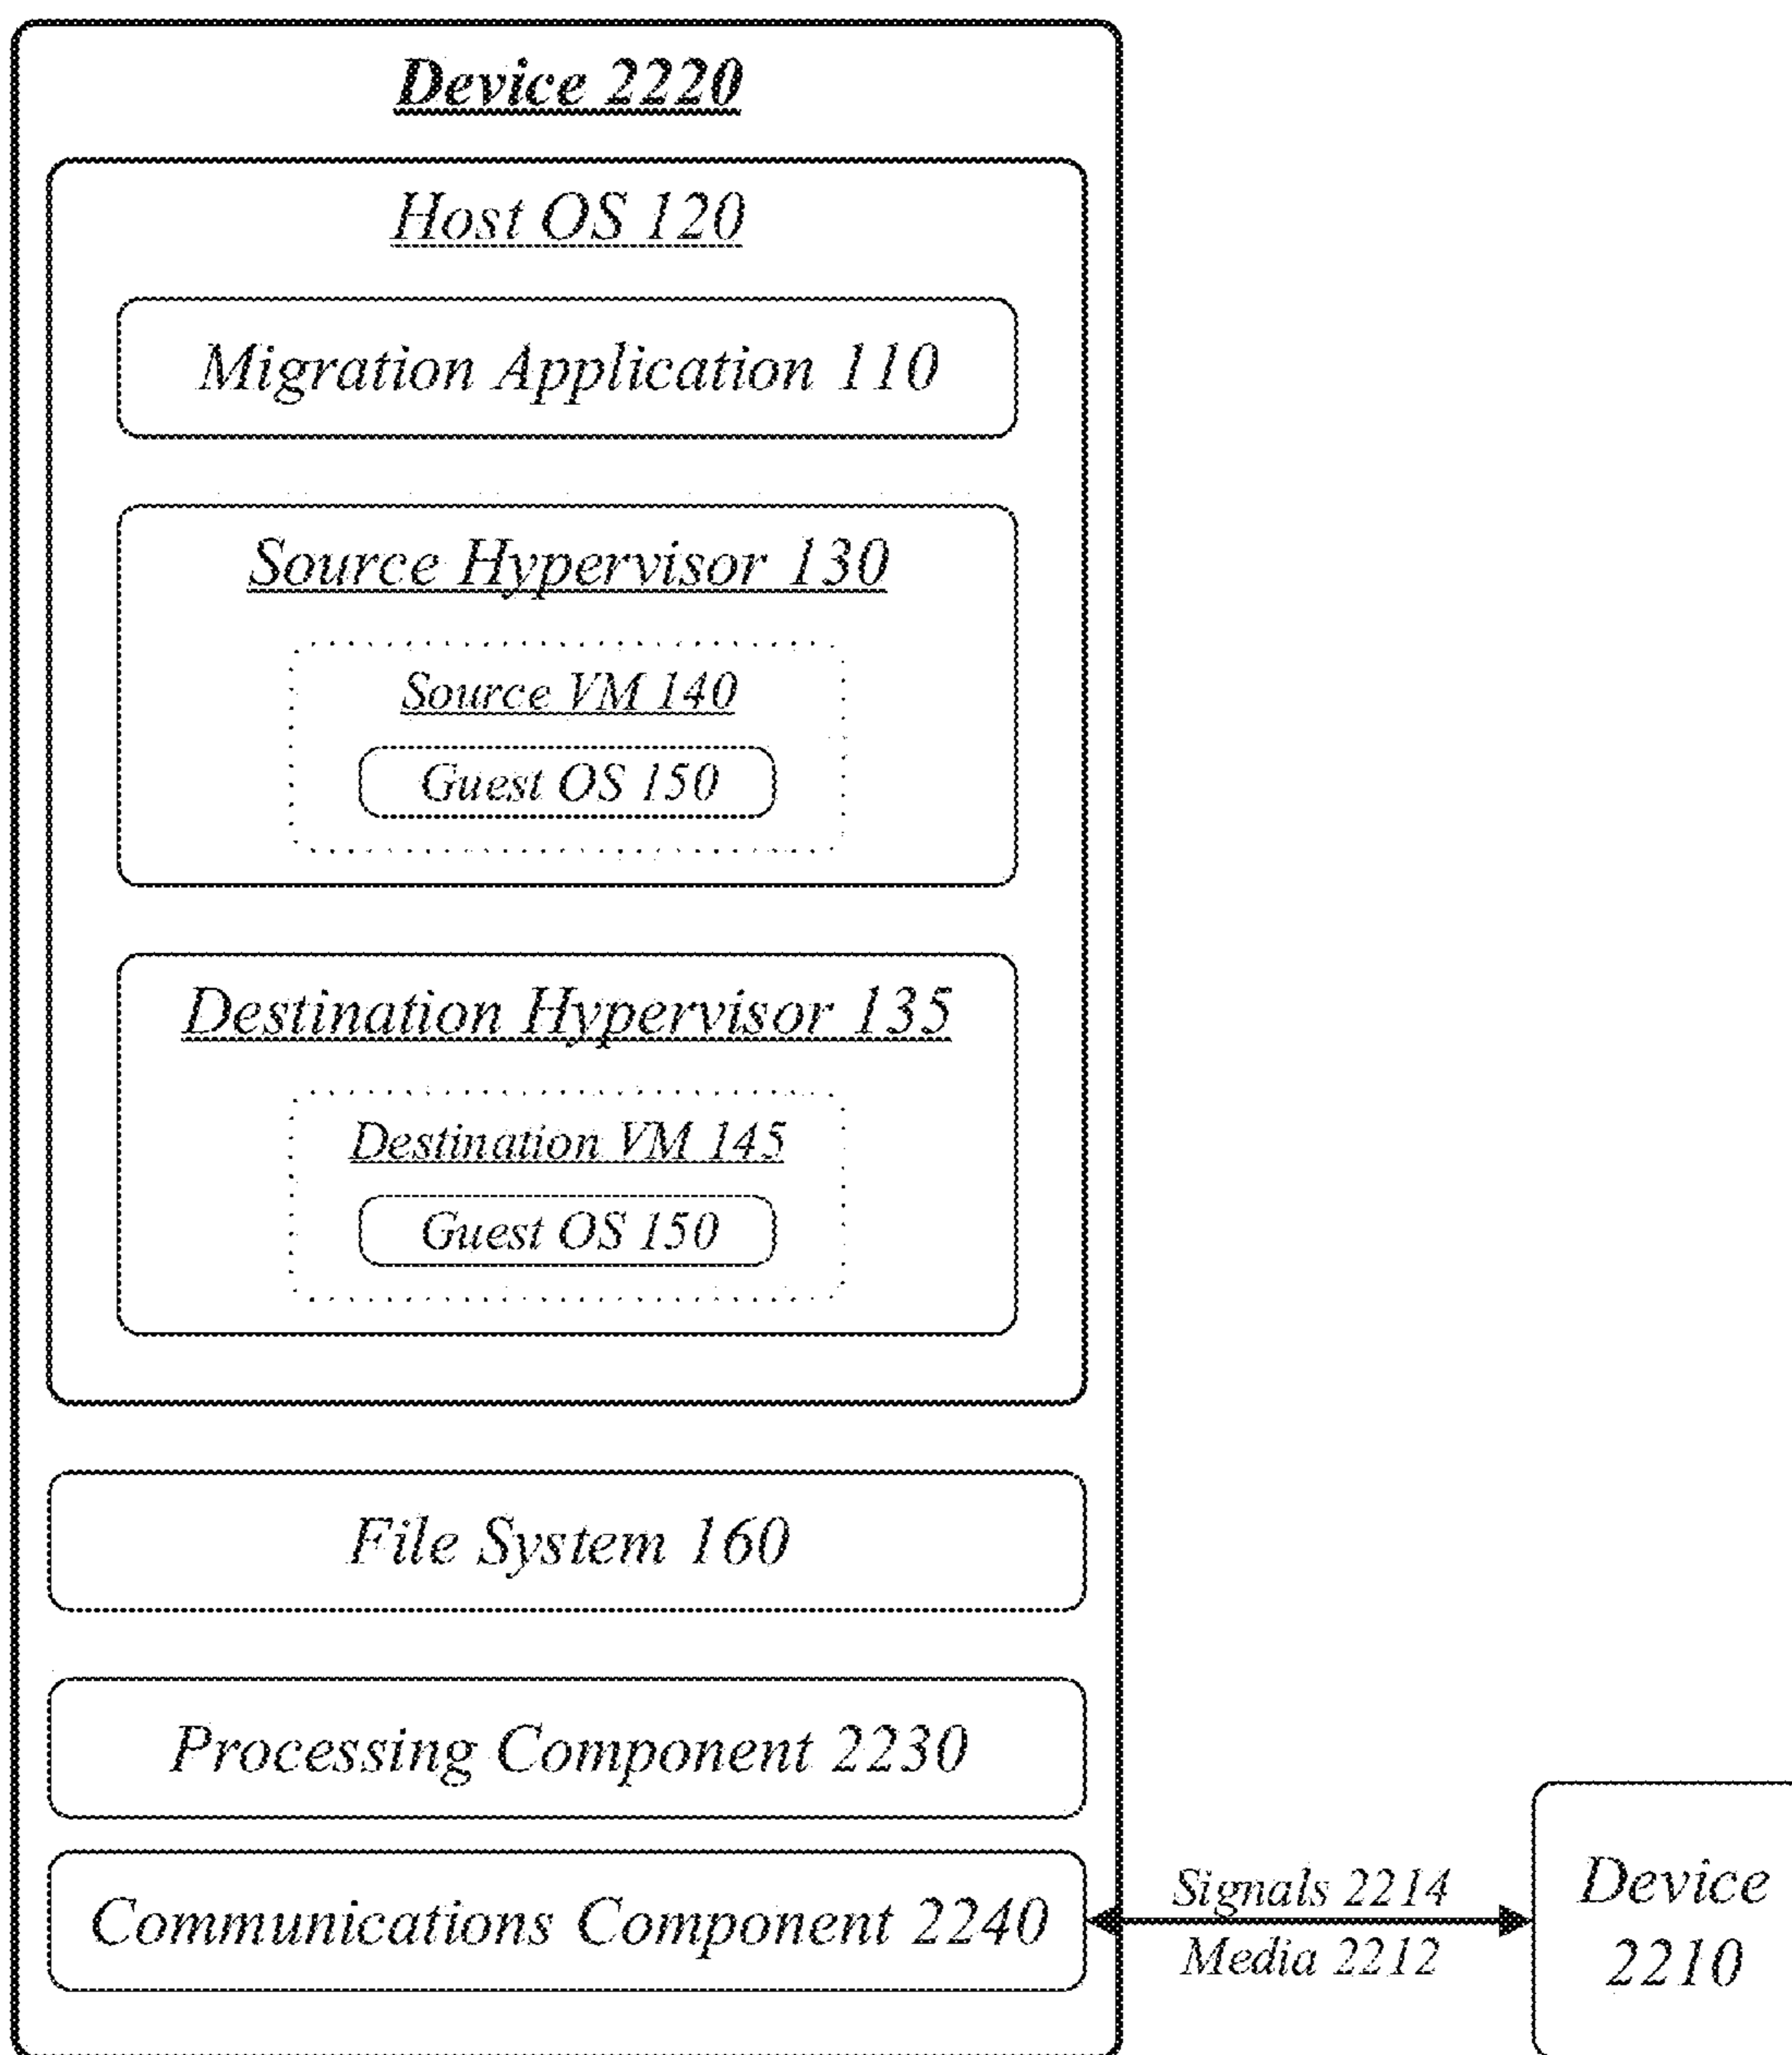 Device 2220
Host OS 120
Migration Application 110
Source Hypervisor 130
Source VM 140
Guest OS 150
Destination Hypervisor 135
Destination VM 145
Guest OS 150
File System 160
Processing Component 2230
Communications Component 2240
Signals 2214
Media 2212
Device
2210